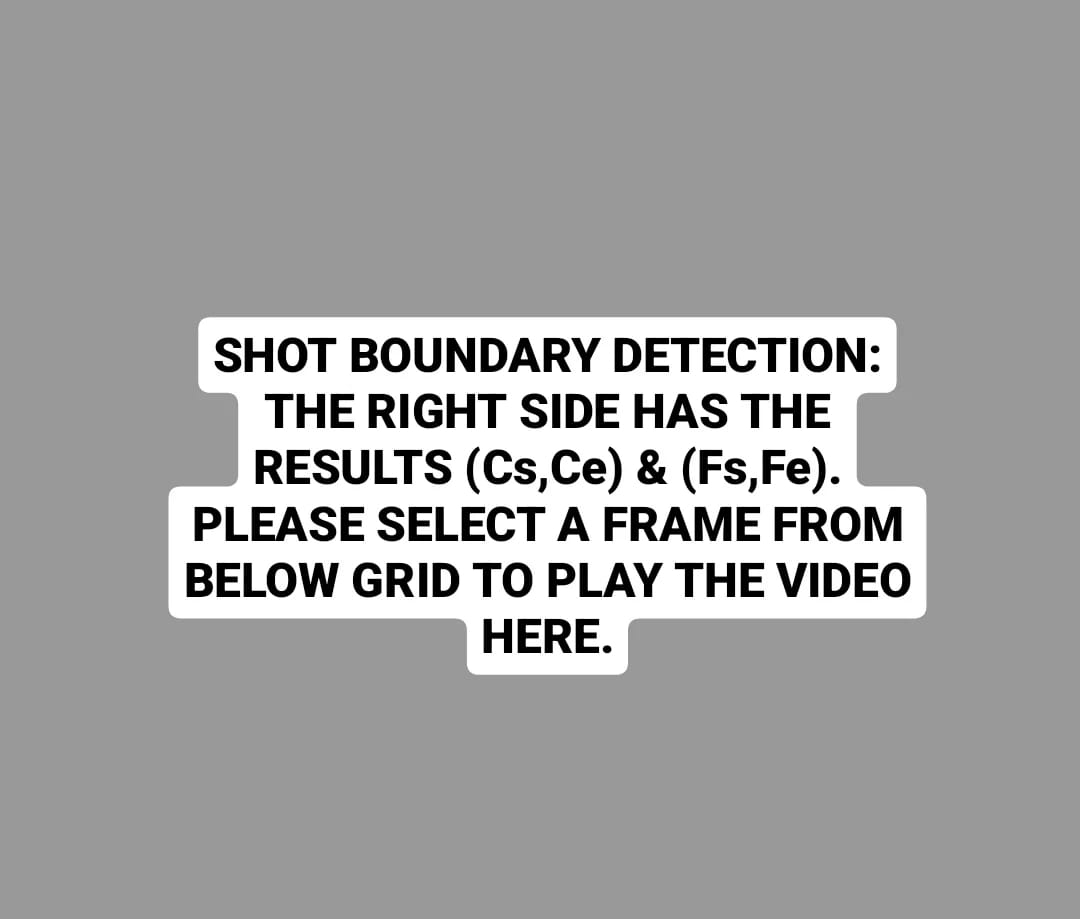 SHOT BOUNDARY DETECTION:
THE RIGHT SIDE HAS THE
RESULTS (Cs,Ce) & (Fs,Fe).
PLEASE SELECT A FRAME FROM
BELOW GRID TO PLAY THE VIDEO
HERE.